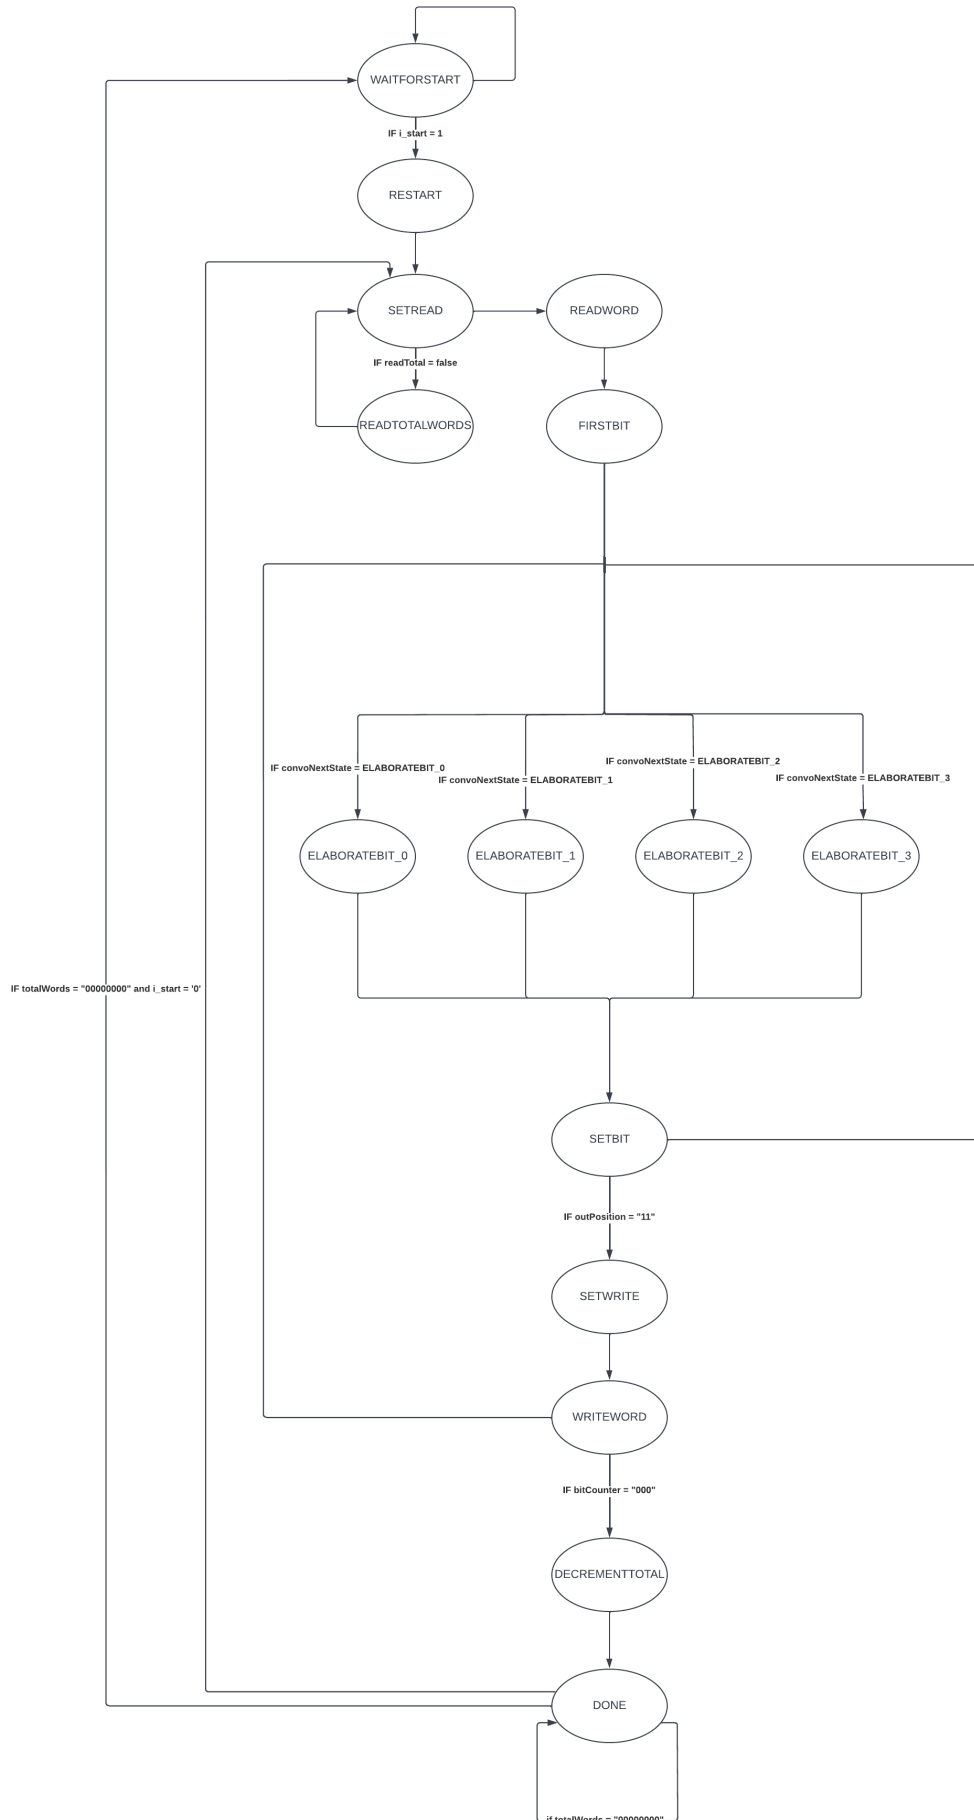 WAITFORSTART
IF i_start = 1
RESTART
SETREAD
READWORD
IF readTotal = false
READTOTALWORDS
FIRSTBIT
IF convoNextState = ELABORATEBIT_0
IF convoNextState = ELABORATEBIT_1
IF convoNextState = ELABORATEBIT_2
IF convoNextState = ELABORATEBIT_3
ELABORATEBIT_0
ELABORATEBIT_1
ELABORATEBIT_2
ELABORATEBIT_3
IF totalWords = "00000000" and i_start = '0'
SETBIT
IF outPosition = "11"
SETWRITE
WRITEWORD
IF bitCounter = "000"
DECREMENTTOTAL
DONE
if totalWords = "00000000"